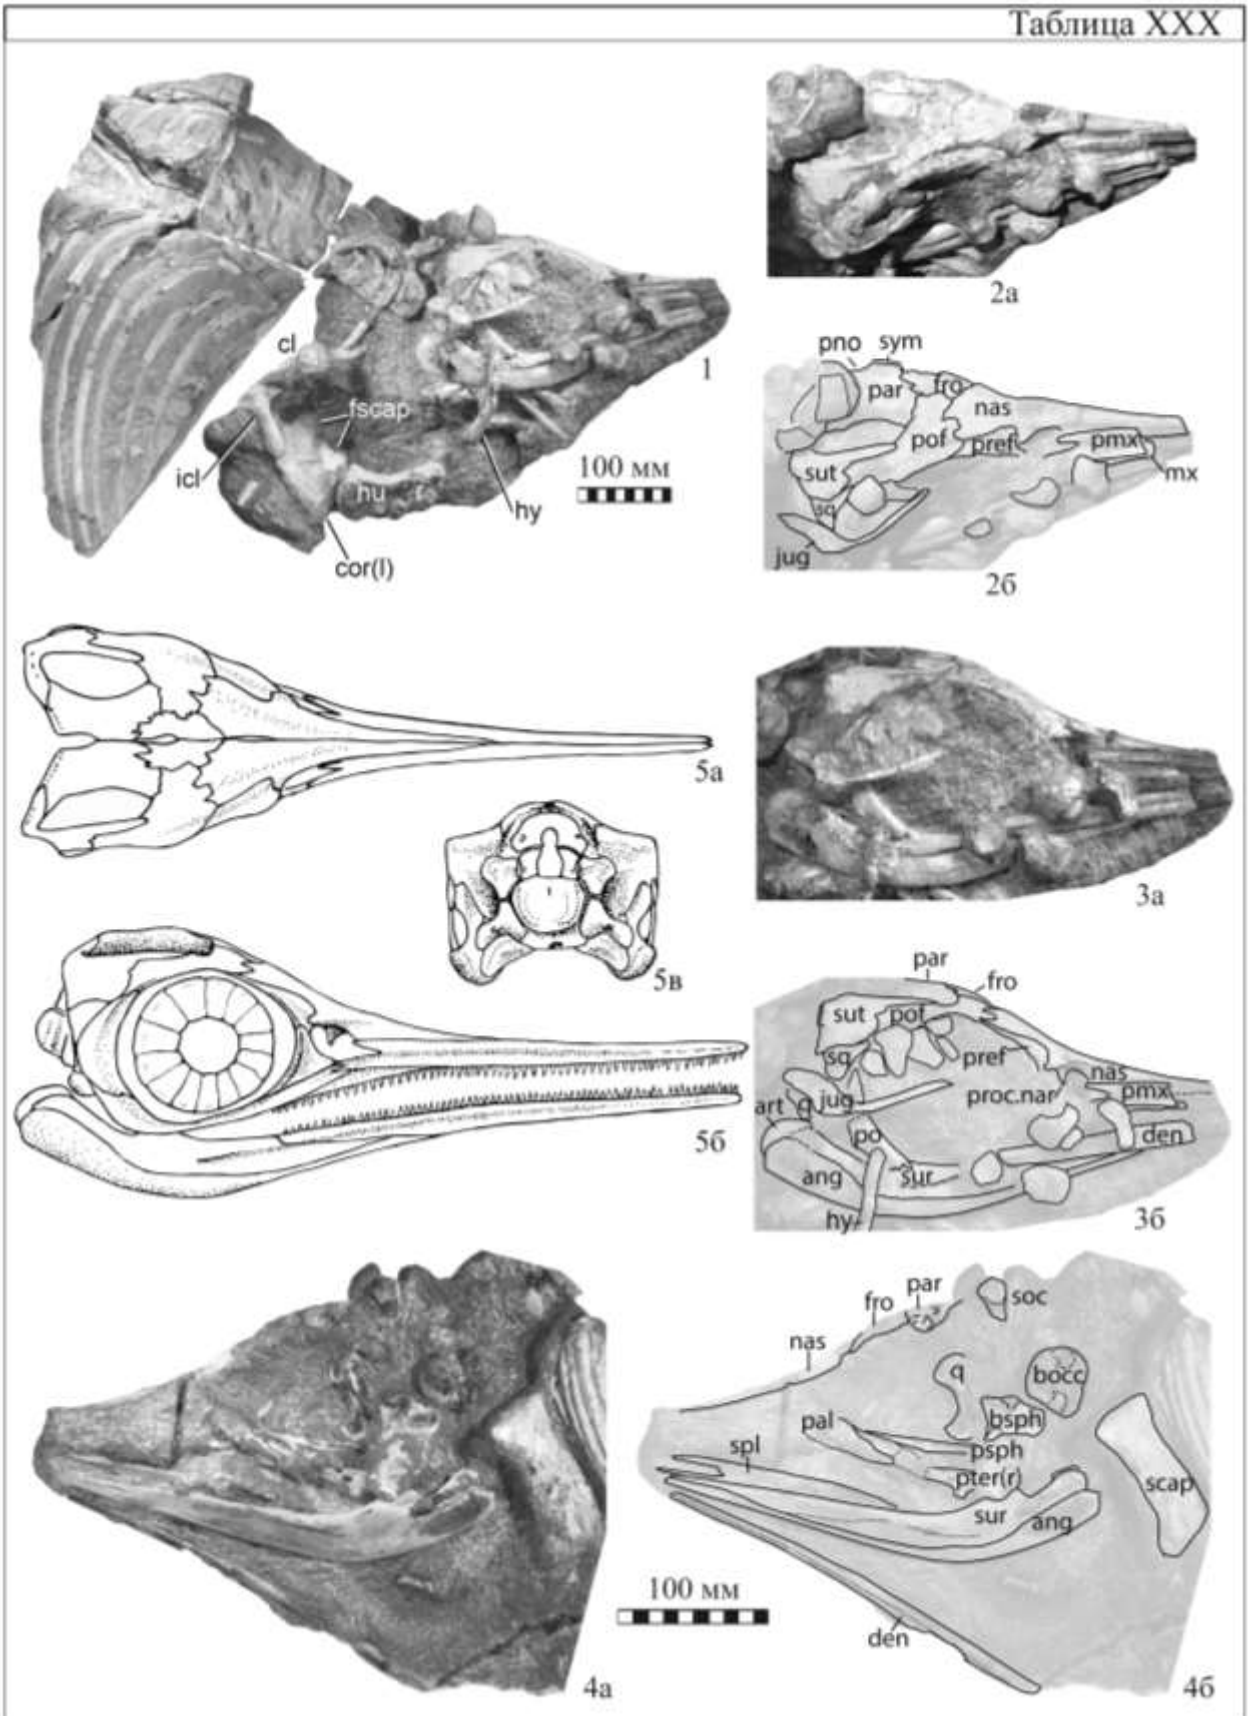 Таблица XXX
cl
fscap
icl
hu
r
hy
cor(l)
1
100 мм
2а
pno
sym
par
fro
nas
pof
pref
pmx
mx
sut
sq
jug
2б
5а
5в
5б
3а
par
fro
sut
pof
sq
pref
nas
jug
proc.nar
pmx
art
q
po
den
ang
sur
hy
3б
4а
100 мм
par
fro
soc
nas
q
bocc
pal
bsph
spl
psph
pter(r)
scap
sur
ang
den
4б